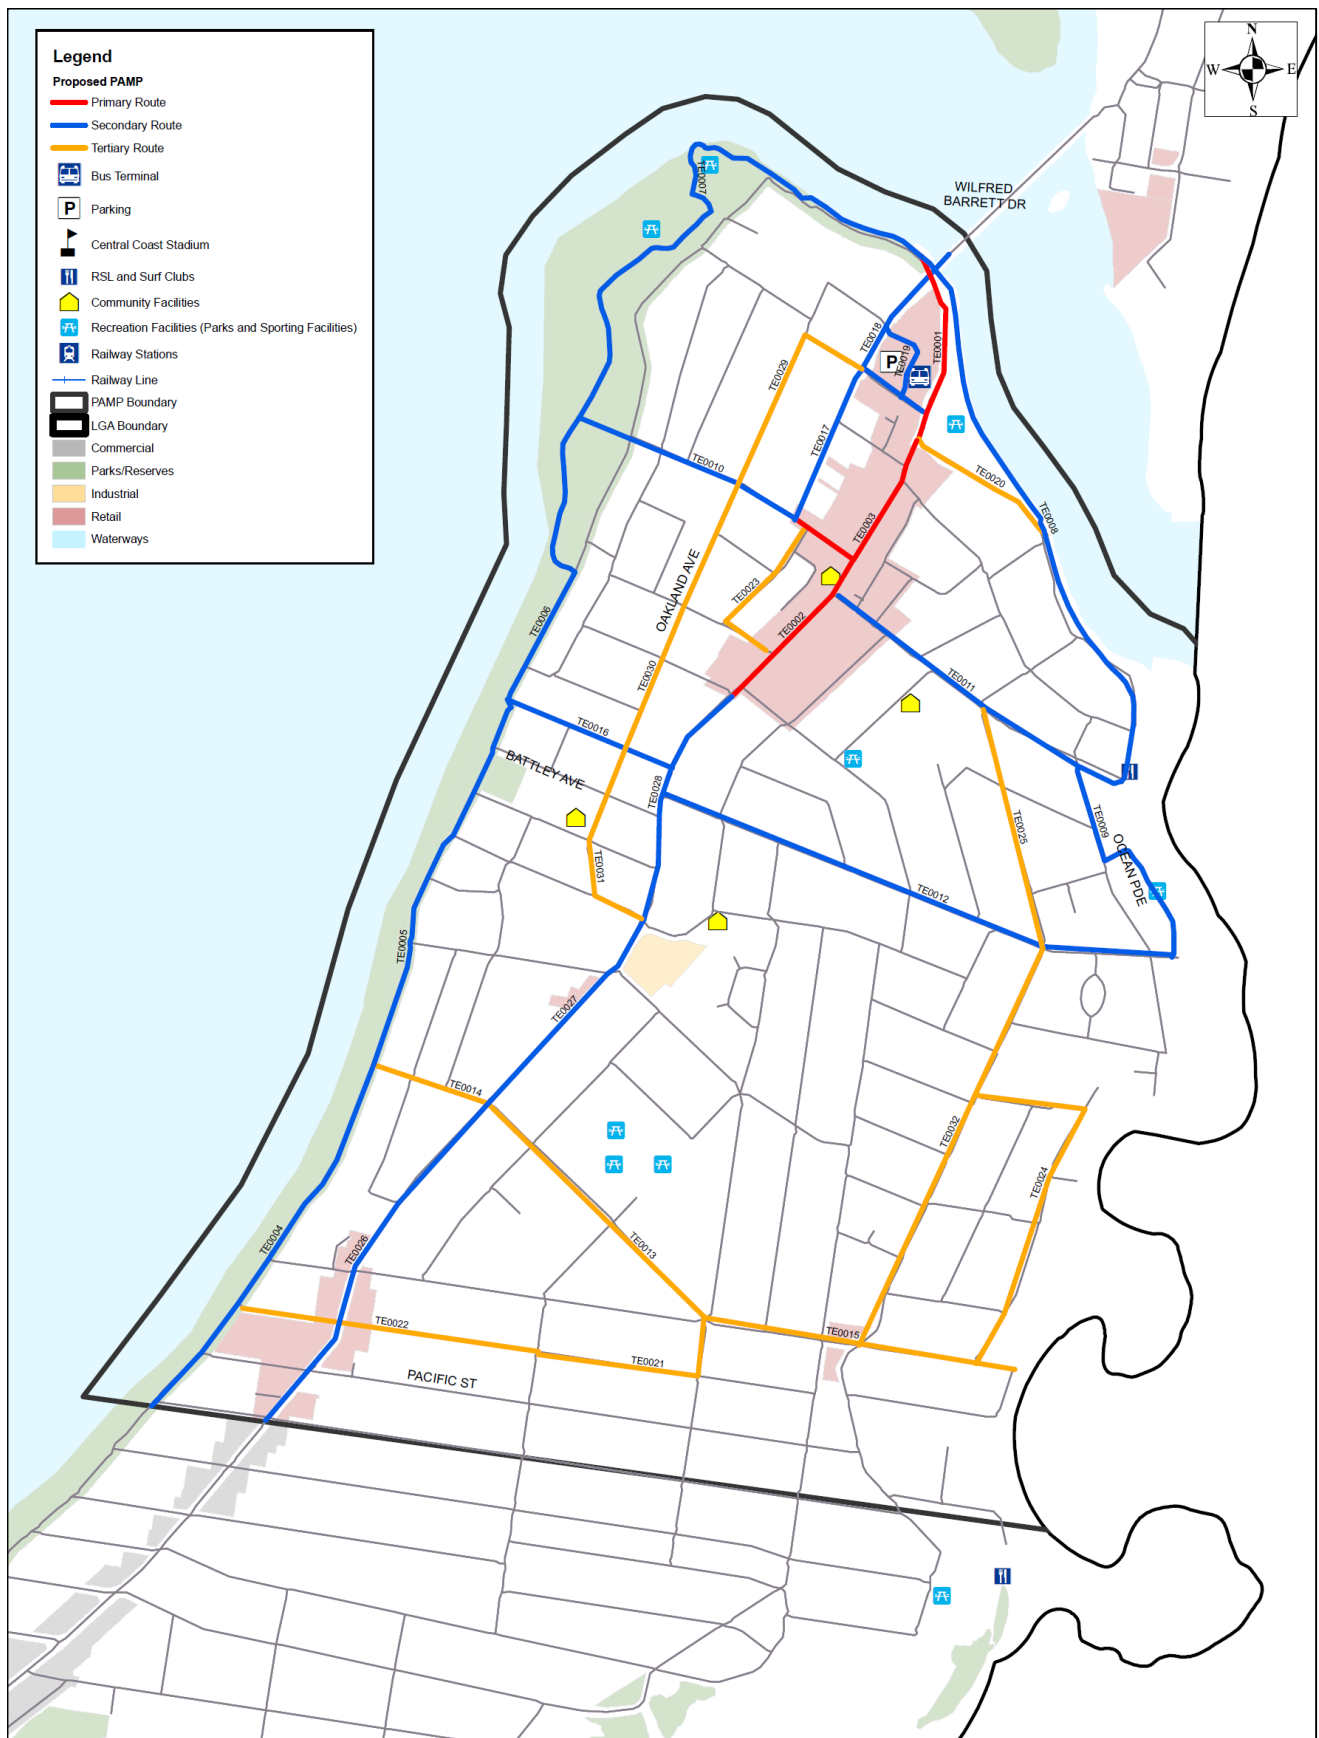 Legend
Proposed PAMP
Primary Route
Secondary Route
Tertiary Route
Bus Terminal
P Parking
Central Coast Stadium
RSL and Surf Clubs
Community Facilities
Recreation Facilities (Parks and Sporting Facilities)
Railway Stations
Railway Line
PAMP Boundary
LGA Boundary
Commercial
Parks/Reserves
Industrial
Retail
Waterways
N
W E
S
WILFRED
BARRETT DR
TE0007
TE0018
TE0001
TE0019
P
TE0029
TE0017
TE0010
TE0020
TE0008
TE0003
OAKLAND AVE
TE0023
TE0006
TE0002
TE0030
TE0011
TE0016
BATTLEY AVE
TE0028
TE0025
TE0009
OCEAN PDE
TE0031
TE0012
TE0005
TE0027
TE0014
TE0032
TE0024
TE0004
TE0026
TE0013
TE0022
TE0015
TE0021
PACIFIC ST